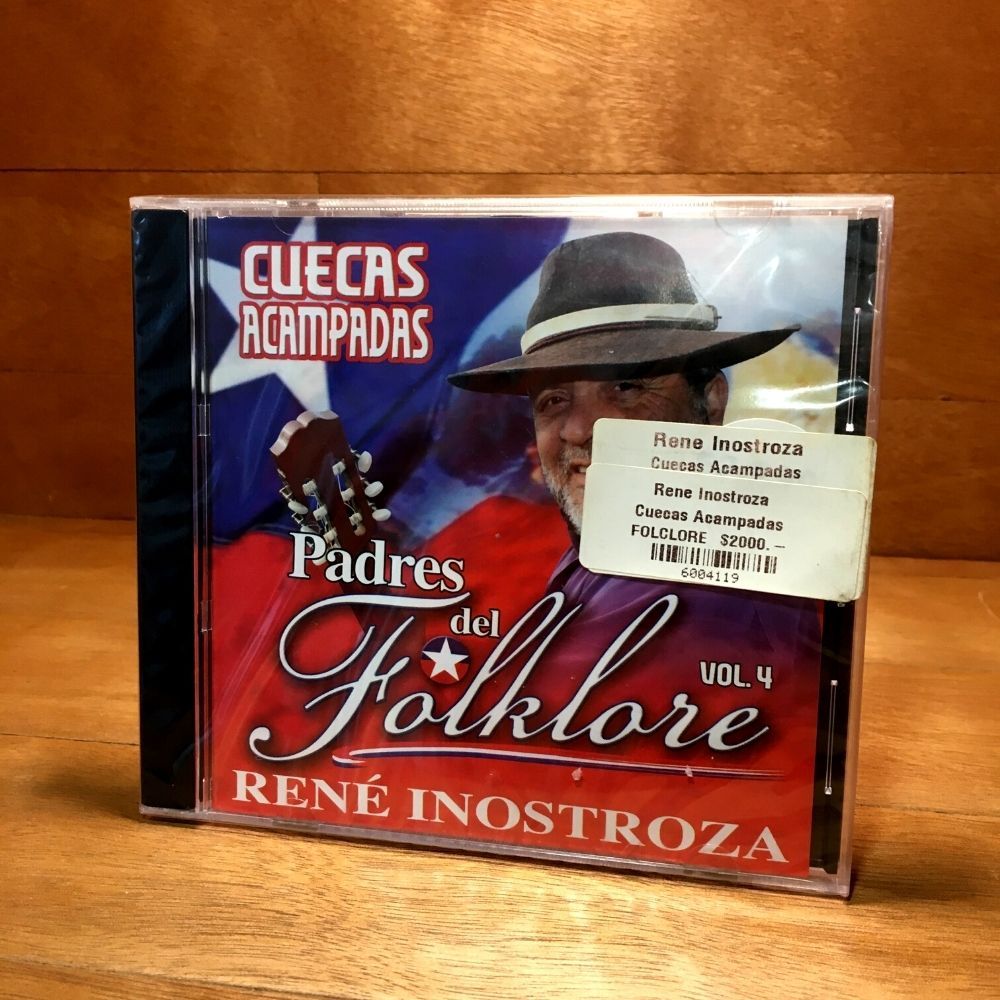 CUECAS
ACAMPADAS
Rene Inostroza
Cuecas Acampadas
Rene Inostroza
Cuecas Acampadas
FOLCLORE $2000.-
6004119
Padres
del
Folklore
VOL. 4
RENÉ INOSTROZA